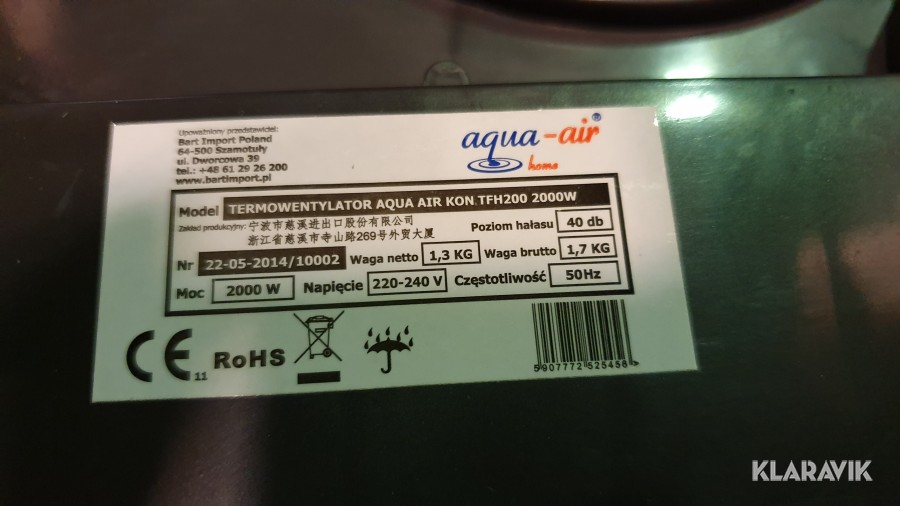 Upoważniony przedstawiciel:
Bart Import Poland
64-500 Szamotuły
ul. Dworcowa 39
tel.: +48 61 29 26 200
www.bartimport.pl
aqua-air®
home
Model TERMOWENTYLATOR AQUA AIR KON.TFH200 2000W
Zakład produkcyjny: 宁波市慈溪进出口股份有限公司
浙江省慈溪市寺山路269号外贸大厦
Poziom hałasu 40 db
Nr 22-05-2014/10002 Waga netto 1,3 KG Waga brutto 1,7 KG
Moc 2000 W Napięcie 220-240 V Częstotliwość 50Hz
CE 11 RoHS
5907772 525456 >
KLARAVIK